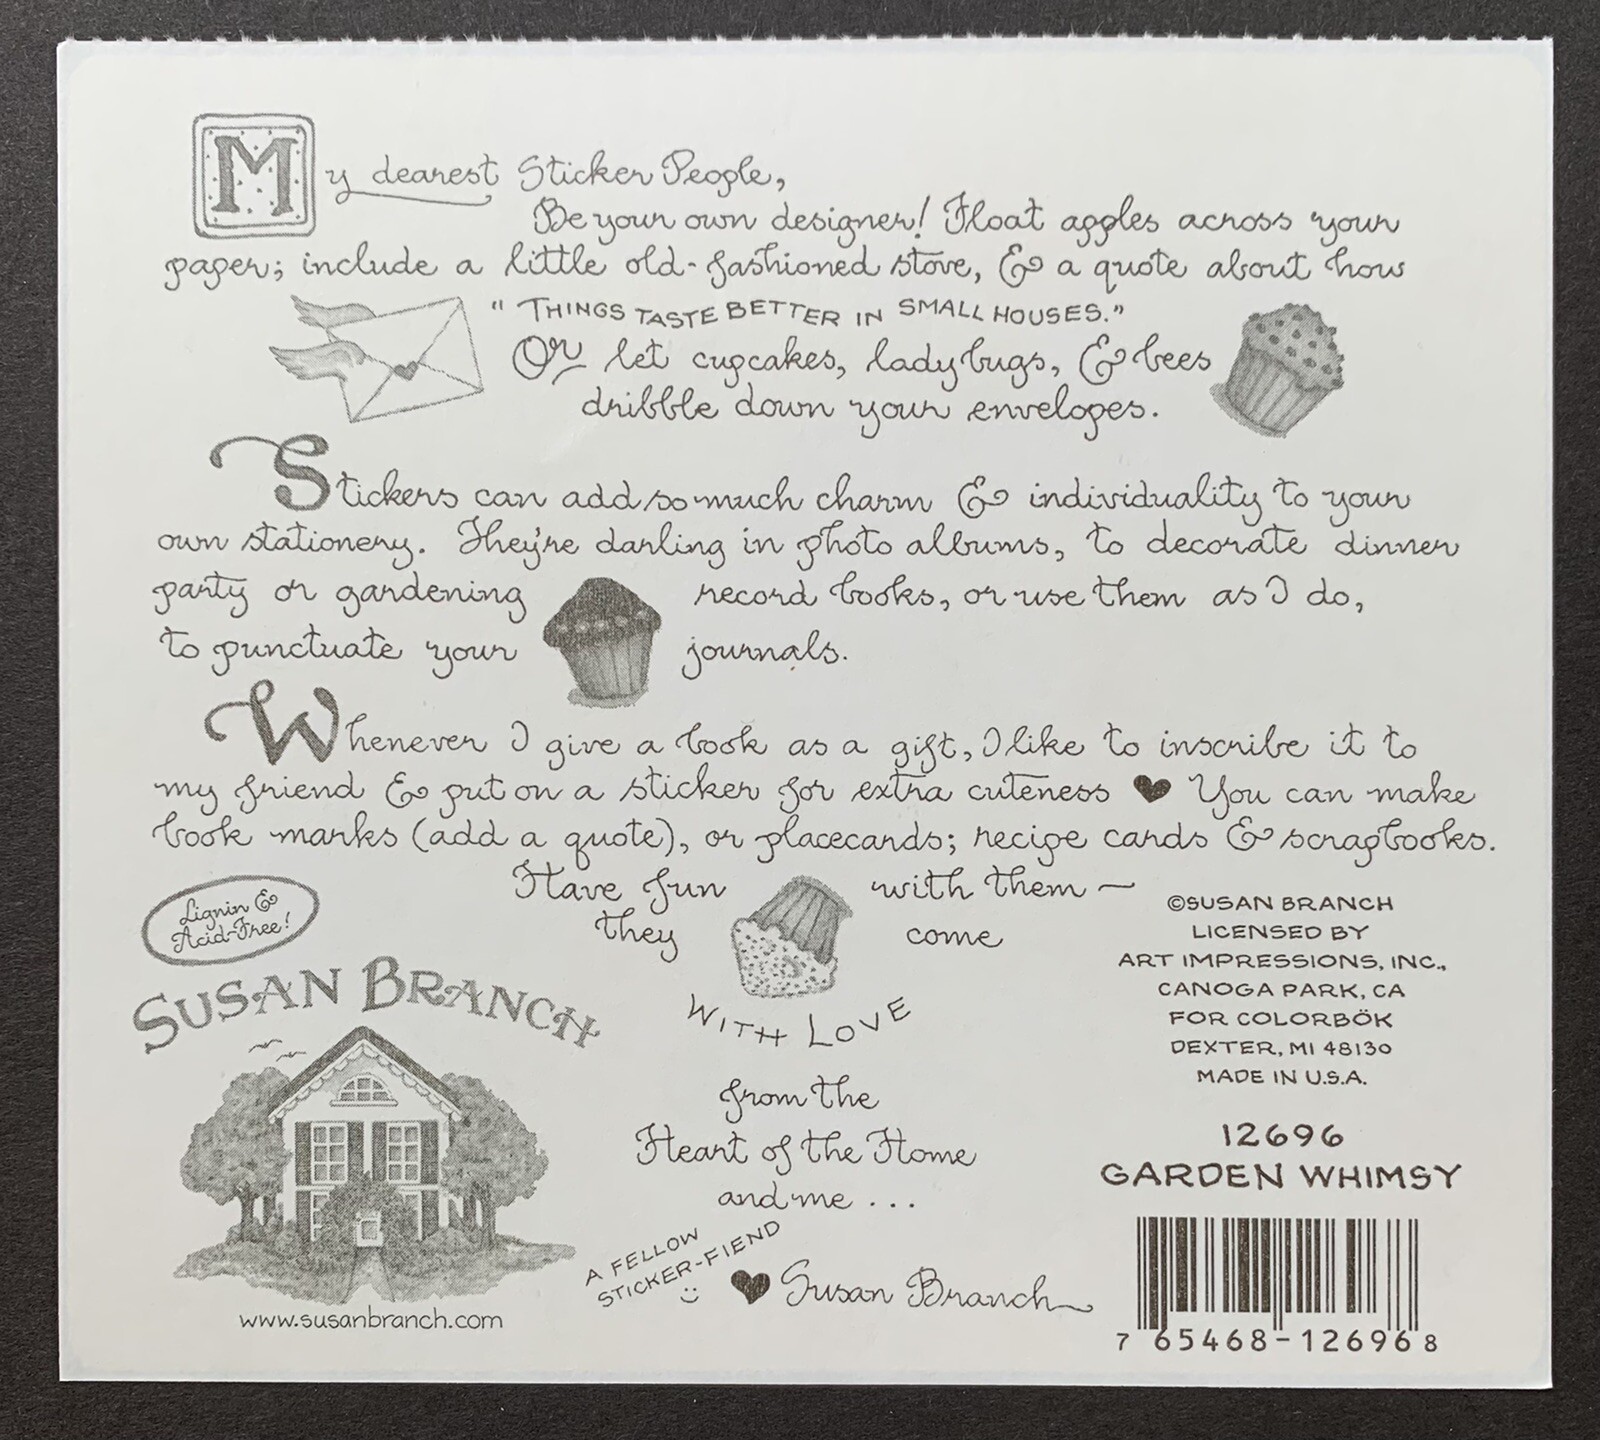 My dearest Sticker People,
Be your own designer! Float apples across your
paper; include a little old-fashioned stove, & a quote about how
"THINGS TASTE BETTER IN SMALL HOUSES."
Or let cupcakes, ladybugs, & bees
dribble down your envelopes.
Stickers can add so much charm & individuality to your
own stationery. They're darling in photo albums, to decorate dinner
party or gardening record books, or use them as I do,
to punctuate your journals.
Whenever I give a book as a gift, I like to inscribe it to
my friend & put on a sticker for extra cuteness ♥ You can make
book marks (add a quote), or placecards; recipe cards & scrapbooks.
Have fun with them ~
they come
WITH LOVE
from the
Heart of the Home
and me ...
A FELLOW
STICKER-FIEND
♥ Susan Branch
Lignin &
Acid-Free!
SUSAN BRANCH
www.susanbranch.com
©SUSAN BRANCH
LICENSED BY
ART IMPRESSIONS, INC.,
CANOGA PARK, CA
FOR COLORBÖK
DEXTER, MI 48130
MADE IN U.S.A.
12696
GARDEN WHIMSY
7 65468-12696 8